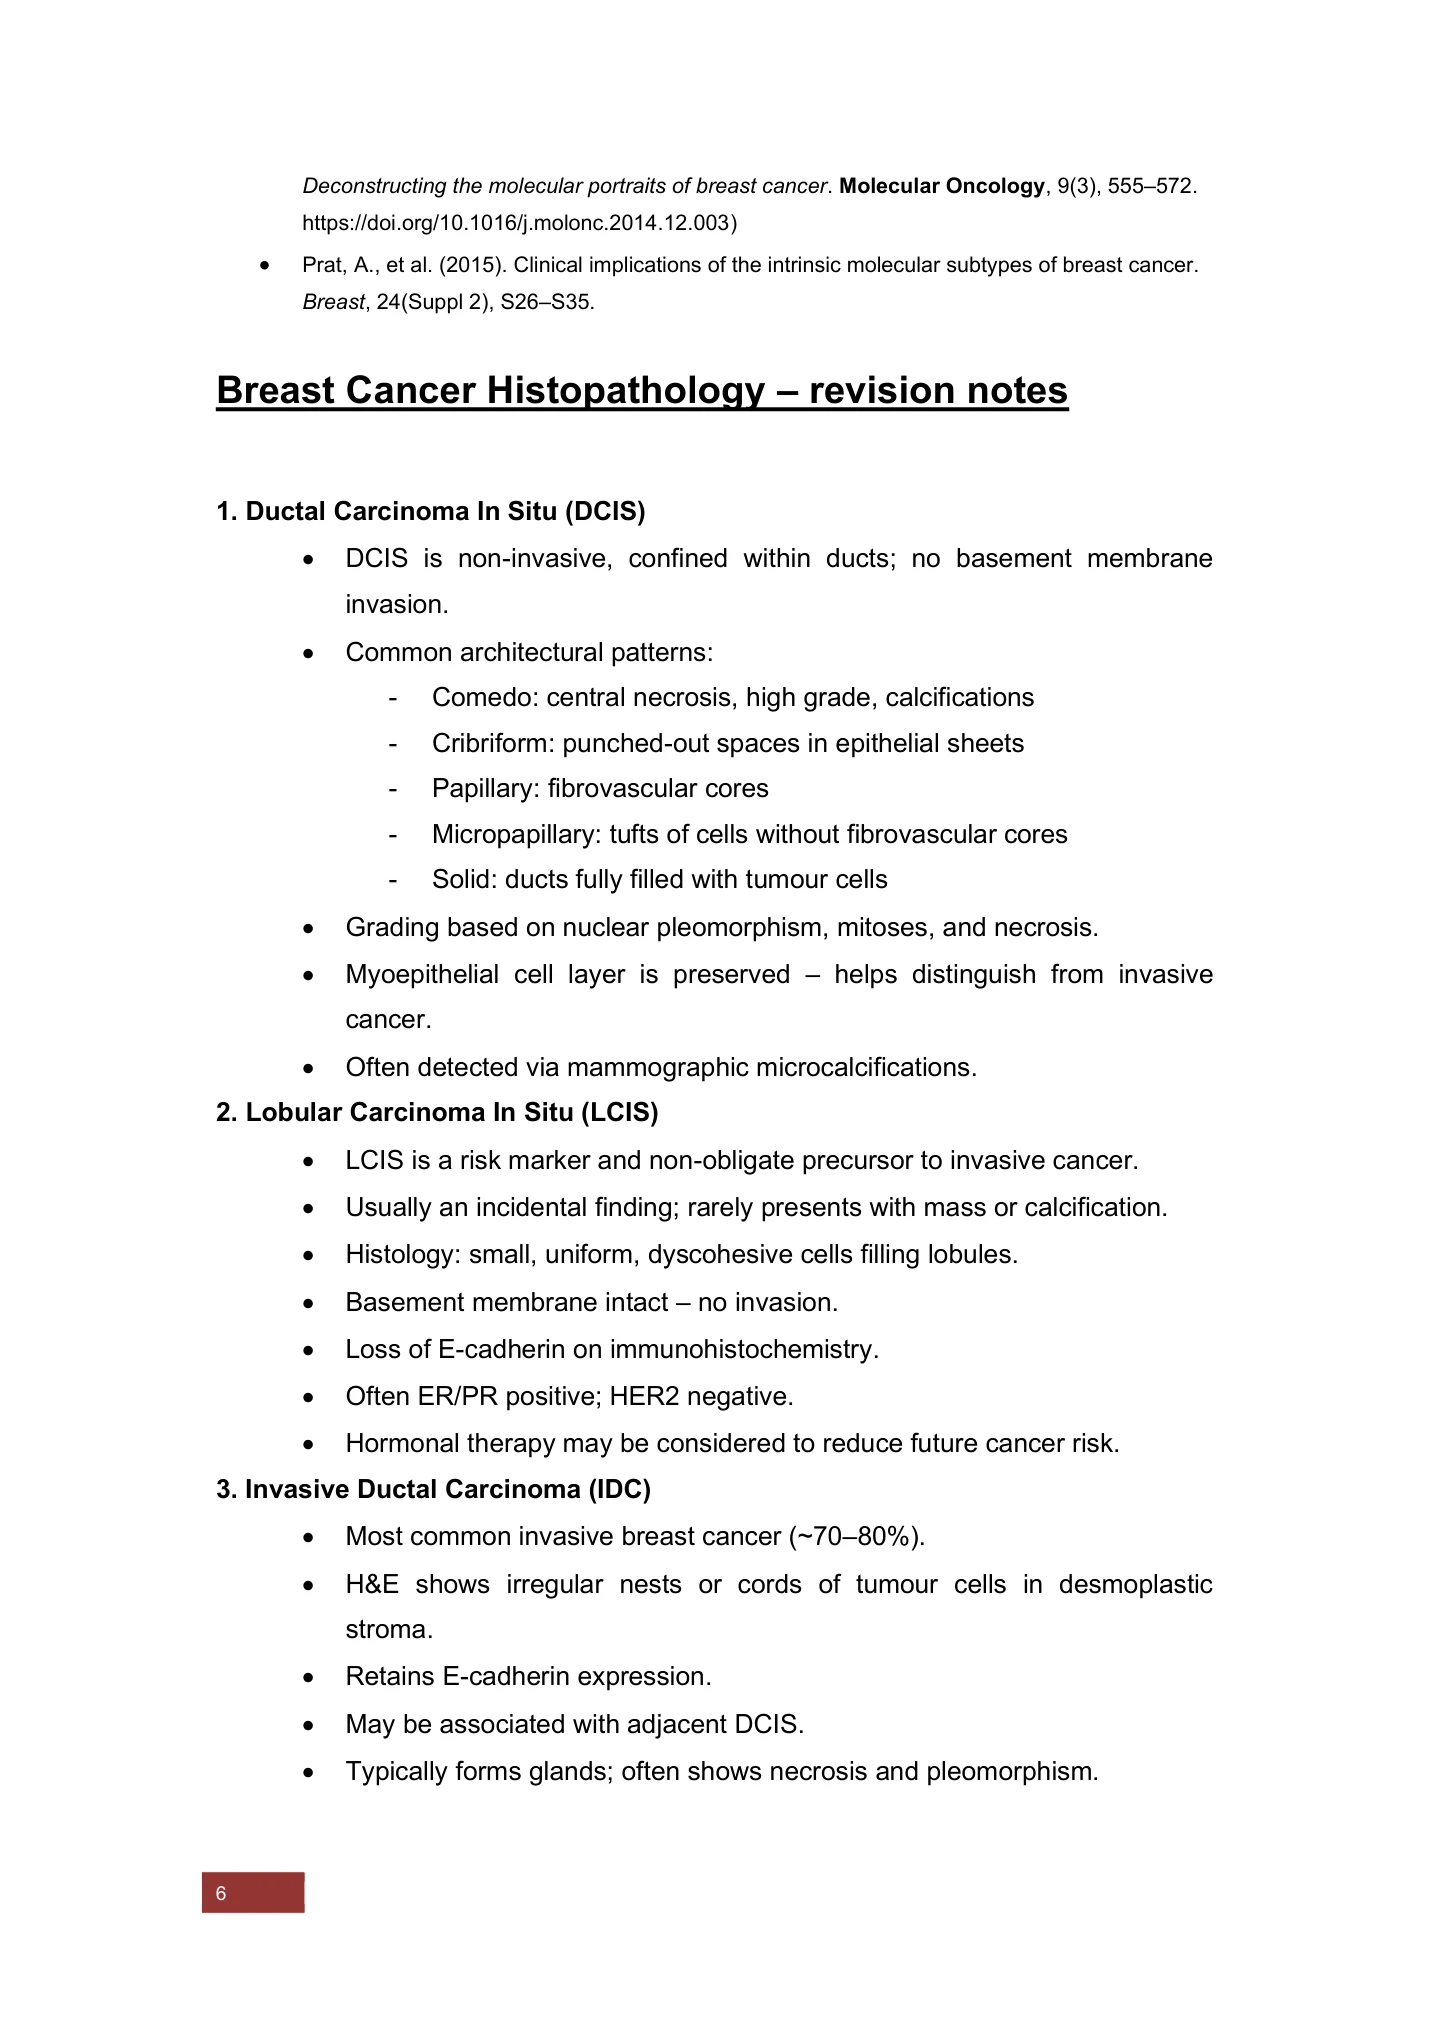 Deconstructing the molecular portraits of breast cancer. Molecular Oncology, 9(3), 555–572.
https://doi.org/10.1016/j.molonc.2014.12.003)
• Prat, A., et al. (2015). Clinical implications of the intrinsic molecular subtypes of breast cancer.
Breast, 24(Suppl 2), S26–S35.
Breast Cancer Histopathology – revision notes
1. Ductal Carcinoma In Situ (DCIS)
• DCIS is non-invasive, confined within ducts; no basement membrane
invasion.
• Common architectural patterns:
- Comedo: central necrosis, high grade, calcifications
- Cribriform: punched-out spaces in epithelial sheets
- Papillary: fibrovascular cores
- Micropapillary: tufts of cells without fibrovascular cores
- Solid: ducts fully filled with tumour cells
• Grading based on nuclear pleomorphism, mitoses, and necrosis.
• Myoepithelial cell layer is preserved – helps distinguish from invasive
cancer.
• Often detected via mammographic microcalcifications.
2. Lobular Carcinoma In Situ (LCIS)
• LCIS is a risk marker and non-obligate precursor to invasive cancer.
• Usually an incidental finding; rarely presents with mass or calcification.
• Histology: small, uniform, dyscohesive cells filling lobules.
• Basement membrane intact – no invasion.
• Loss of E-cadherin on immunohistochemistry.
• Often ER/PR positive; HER2 negative.
• Hormonal therapy may be considered to reduce future cancer risk.
3. Invasive Ductal Carcinoma (IDC)
• Most common invasive breast cancer (~70–80%).
• H&E shows irregular nests or cords of tumour cells in desmoplastic
stroma.
• Retains E-cadherin expression.
• May be associated with adjacent DCIS.
• Typically forms glands; often shows necrosis and pleomorphism.
6